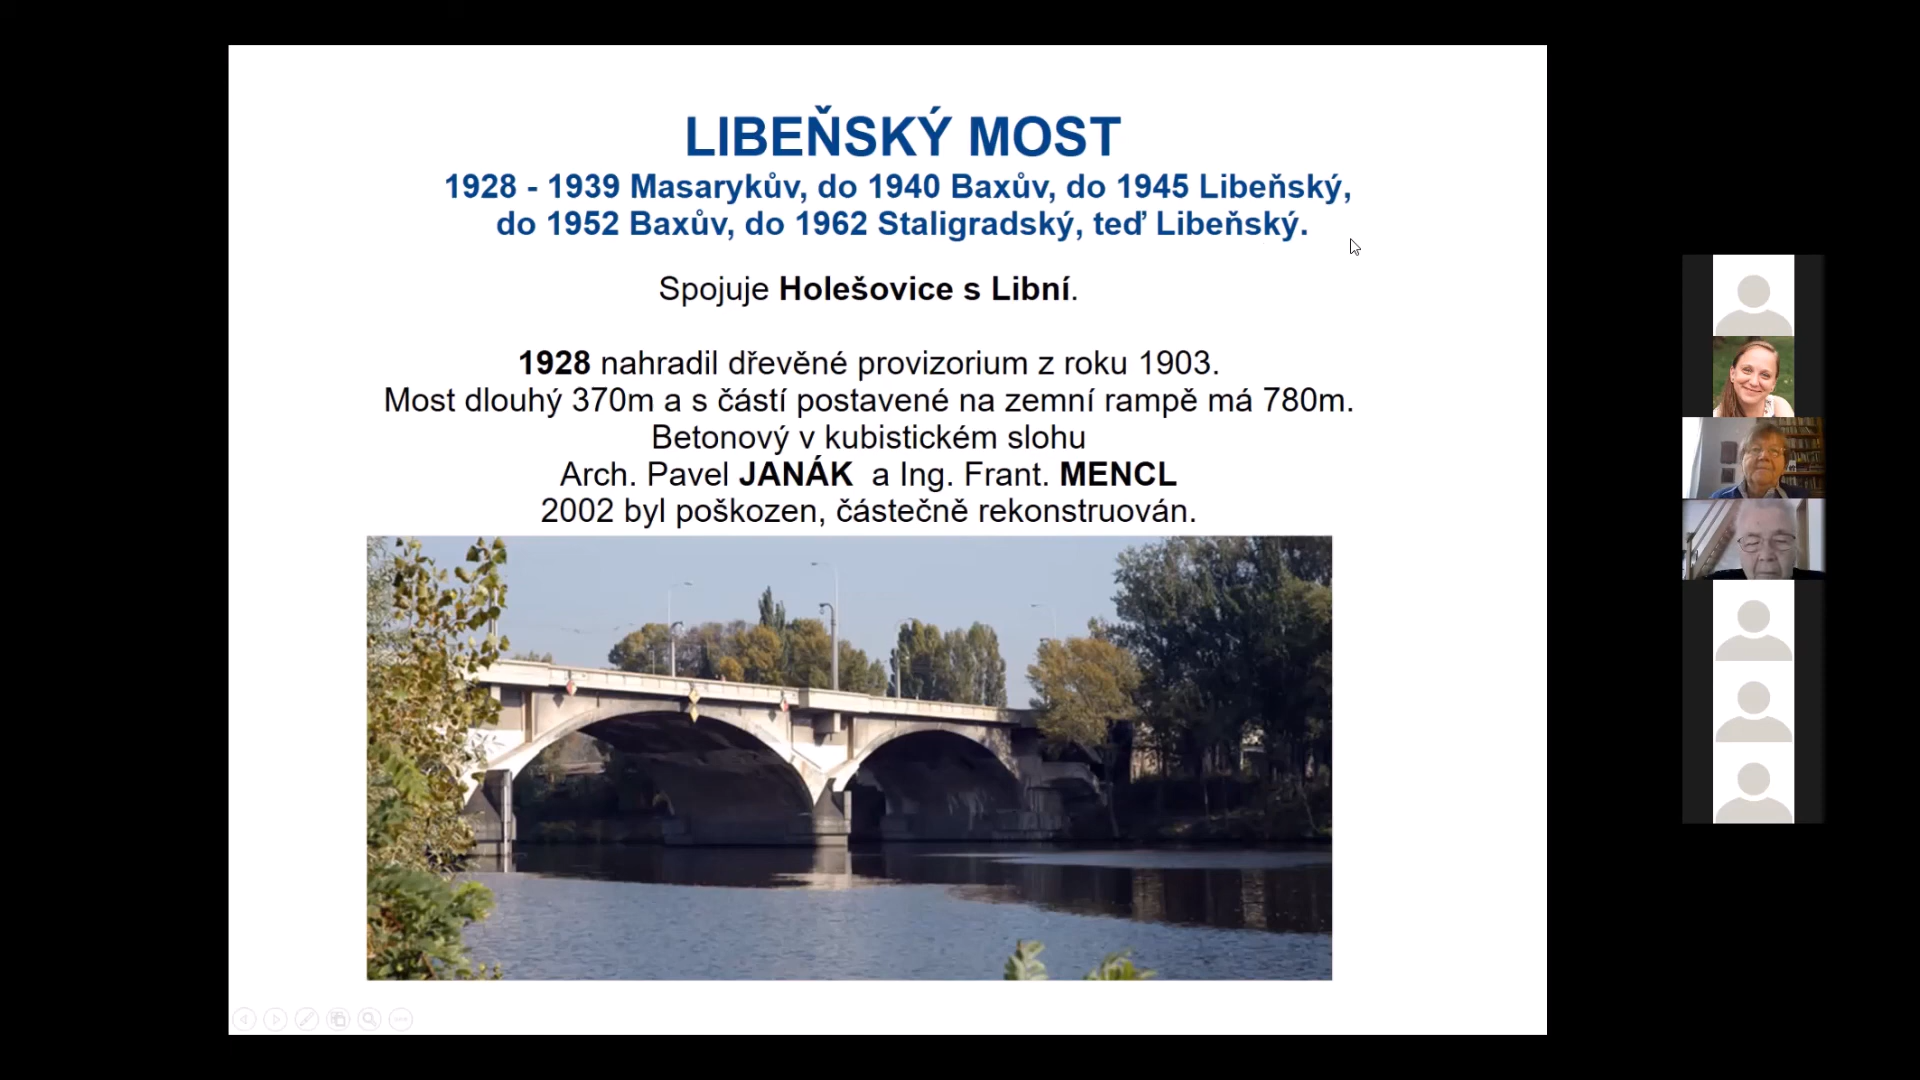 LIBEŇSKÝ MOST
1928 - 1939 Masarykův, do 1940 Baxův, do 1945 Libeňský,
do 1952 Baxův, do 1962 Staligradský, teď Libeňský.
Spojuje Holešovice s Libní.
1928 nahradil dřevěné provizorium z roku 1903.
Most dlouhý 370m a s částí postavené na zemní rampě má 780m.
Betonový v kubistickém slohu
Arch. Pavel JANÁK a Ing. Frant. MENCL
2002 byl poškozen, částečně rekonstruován.